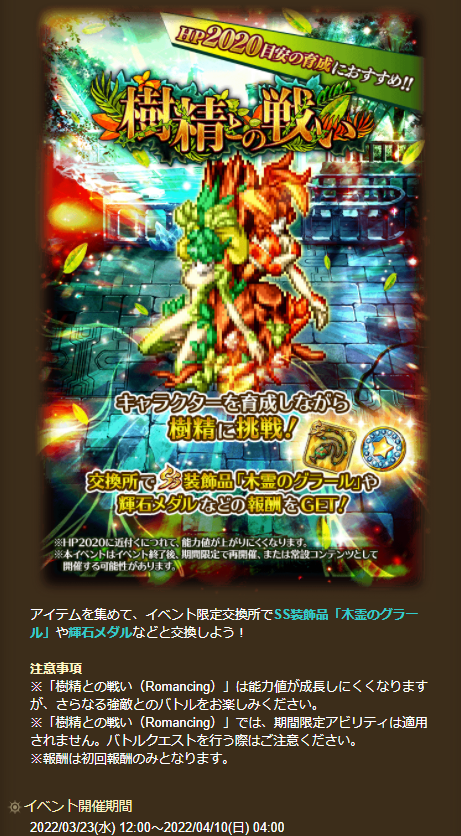 HP2020目安の育成におすすめ!!
樹精との戦い
キャラクターを育成しながら
樹精に挑戦!
交換所でSS装飾品「木霊のグラール」や
輝石メダルなどの報酬をGET!
※HP2020に近付くにつれて、能力値が上がりにくくなります。
※本イベントはイベント終了後、期間限定で再開催、または常設コンテンツとして
開催する可能性があります。
アイテムを集めて、イベント限定交換所でSS装飾品「木霊のグラー
ル」や輝石メダルなどと交換しよう！
注意事項
※「樹精との戦い（Romancing）」は能力値が成長しにくくなります
が、さらなる強敵とのバトルをお楽しみください。
※「樹精との戦い（Romancing）」では、期間限定アビリティは適用
されません。バトルクエストを行う際はご注意ください。
※報酬は初回報酬のみとなります。
イベント開催期間
2022/03/23(水) 12:00～2022/04/10(日) 04:00